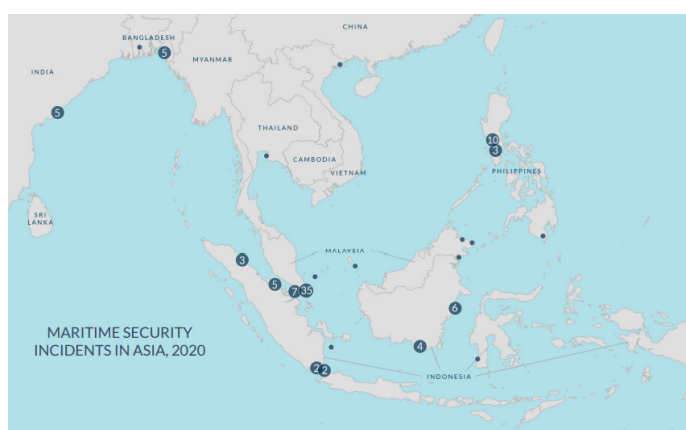 CHINA
BANGLADESH
5
MYANMAR
INDIA
5
THAILAND
10
CAMBODIA
3
VIETNAM
PHILIPPINES
SRI
LANKA
MALAYSIA
3
5
7
35
6
MARITIME SECURITY
INCIDENTS IN ASIA, 2020
4
2
2
INDONESIA